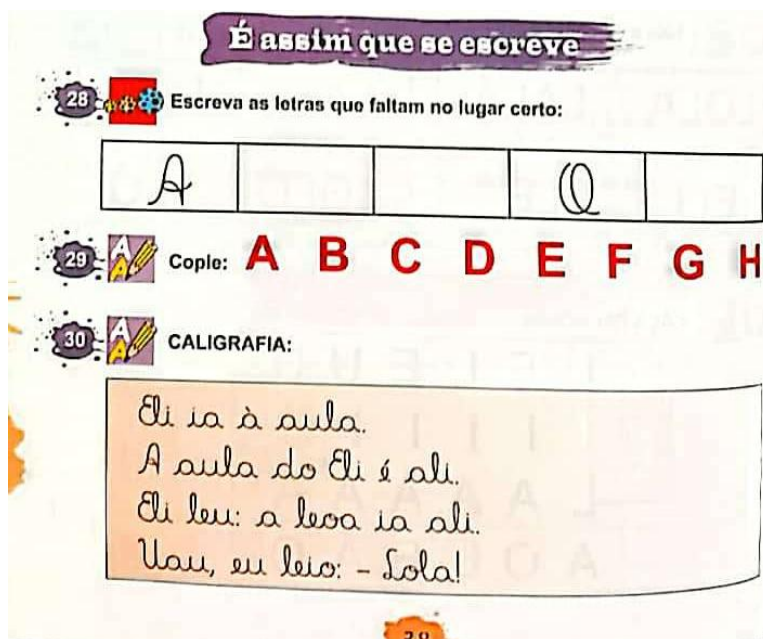 É assim que se escreve
28 Escreva as letras que faltam no lugar certo:
A O
29 Copie: A B C D E F G H
30 CALIGRAFIA:
Eli ia à aula.
A aula do Eli é ali.
Eli leu: a leoa ia ali.
Uau, eu leio: - Lola!